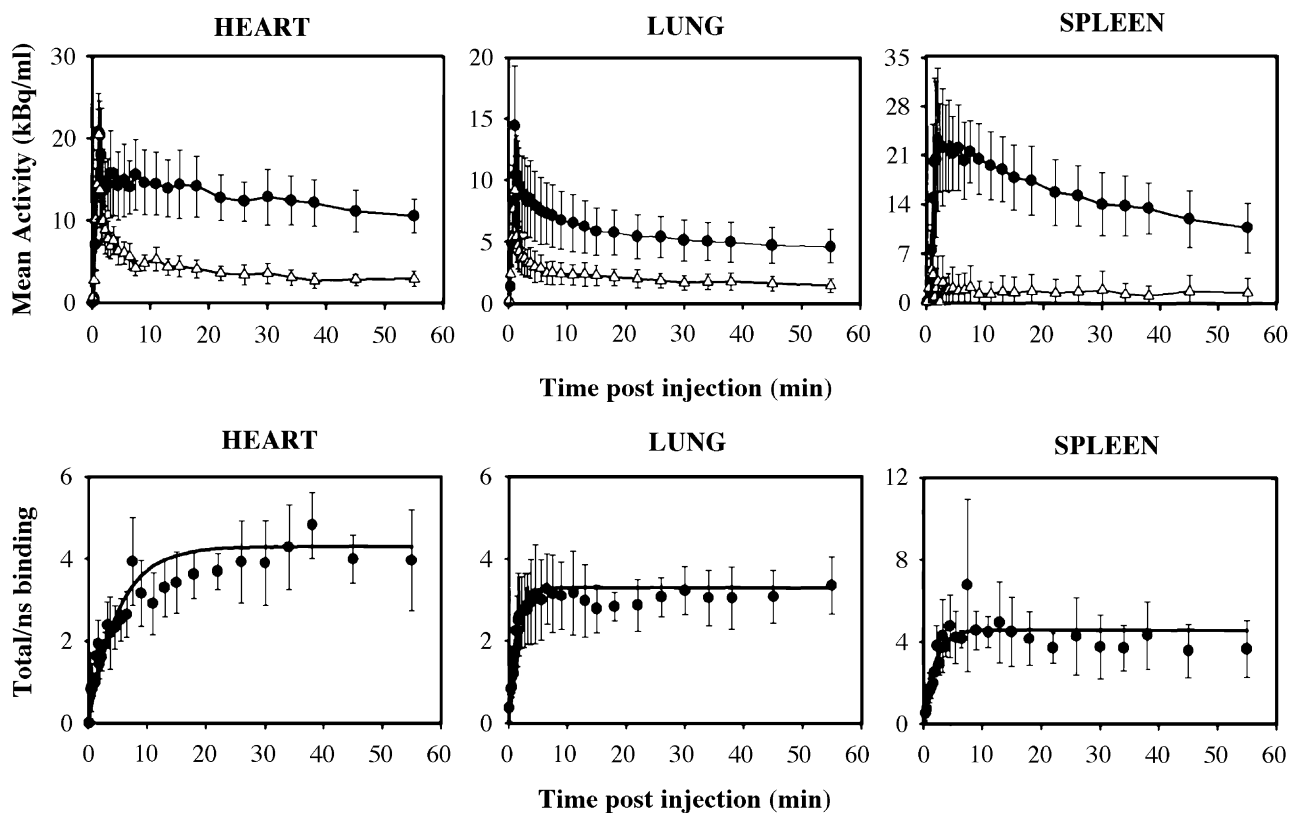 HEART LUNG SPLEEN
Mean Activity (kBq/ml)
30 20 10 0
0 10 20 30 40 50 60
20 15 10 5 0
0 10 20 30 40 50 60
35 28 21 14 7 0
0 10 20 30 40 50 60
Time post injection (min)
HEART LUNG SPLEEN
Total/ns binding
6 4 2 0
0 10 20 30 40 50 60
6 4 2 0
0 10 20 30 40 50 60
12 8 4 0
0 10 20 30 40 50 60
Time post injection (min)